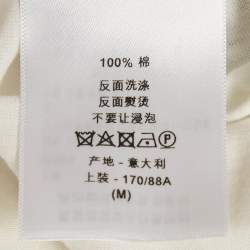 100% 棉
反面洗涤
反面熨烫
不要让浸泡
产地 - 意大利
上装 - 170/88A
(M)